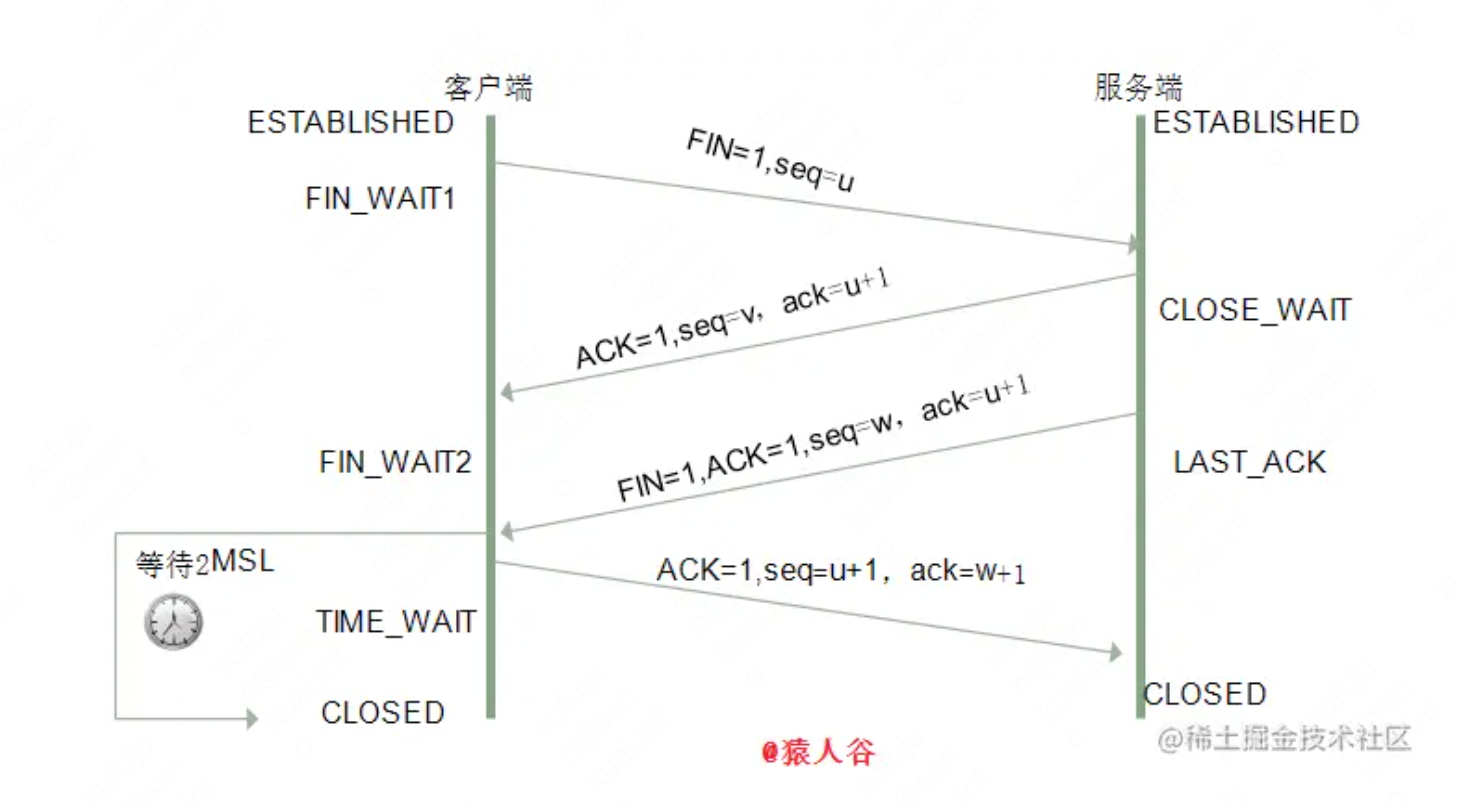 客户端
服务端
ESTABLISHED
ESTABLISHED
FIN=1,seq=u
FIN_WAIT1
ACK=1,seq=v，ack=u+1
CLOSE_WAIT
FIN=1,ACK=1,seq=w，ack=u+1
FIN_WAIT2
LAST_ACK
等待2MSL
ACK=1,seq=u+1，ack=w+1
TIME_WAIT
CLOSED
CLOSED
@猿人谷
@稀土掘金技术社区